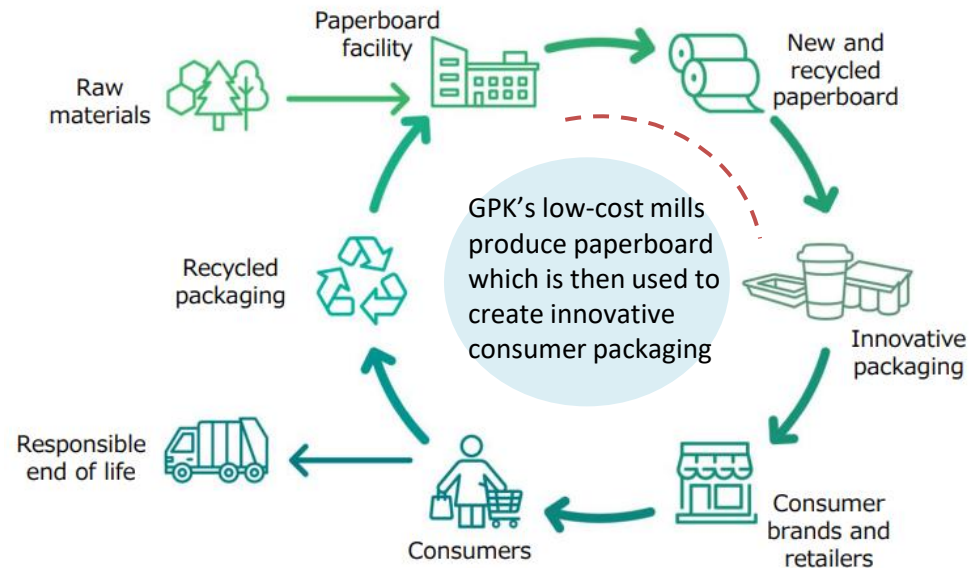 Paperboard
facility
New and
recycled
paperboard
Raw
materials
GPK’s low-cost mills
produce paperboard
which is then used to
create innovative
consumer packaging
Recycled
packaging
Innovative
packaging
Responsible
end of life
Consumers
Consumer
brands and
retailers